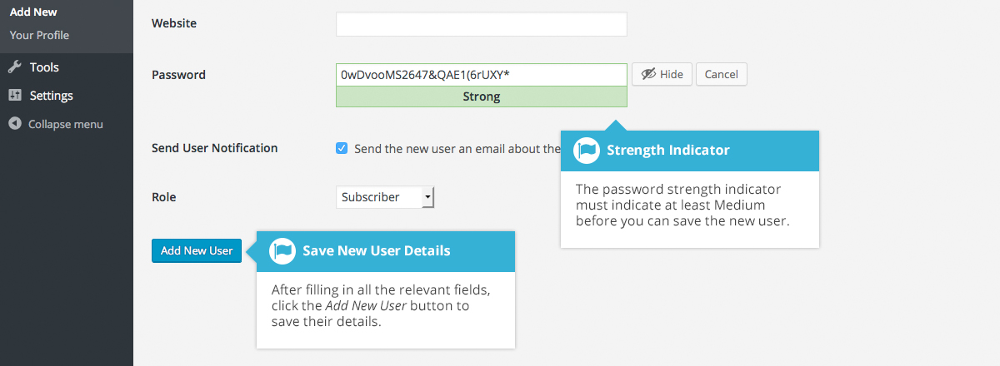 Add New
Your Profile
Tools
Settings
Collapse menu
Website
Password
0wDvooMS2647&QAE1(6rUXY*
Hide
Cancel
Strong
Send User Notification
Send the new user an email about the
Role
Subscriber
Strength Indicator
The password strength indicator
must indicate at least Medium
before you can save the new user.
Add New User
Save New User Details
After filling in all the relevant fields,
click the Add New User button to
save their details.